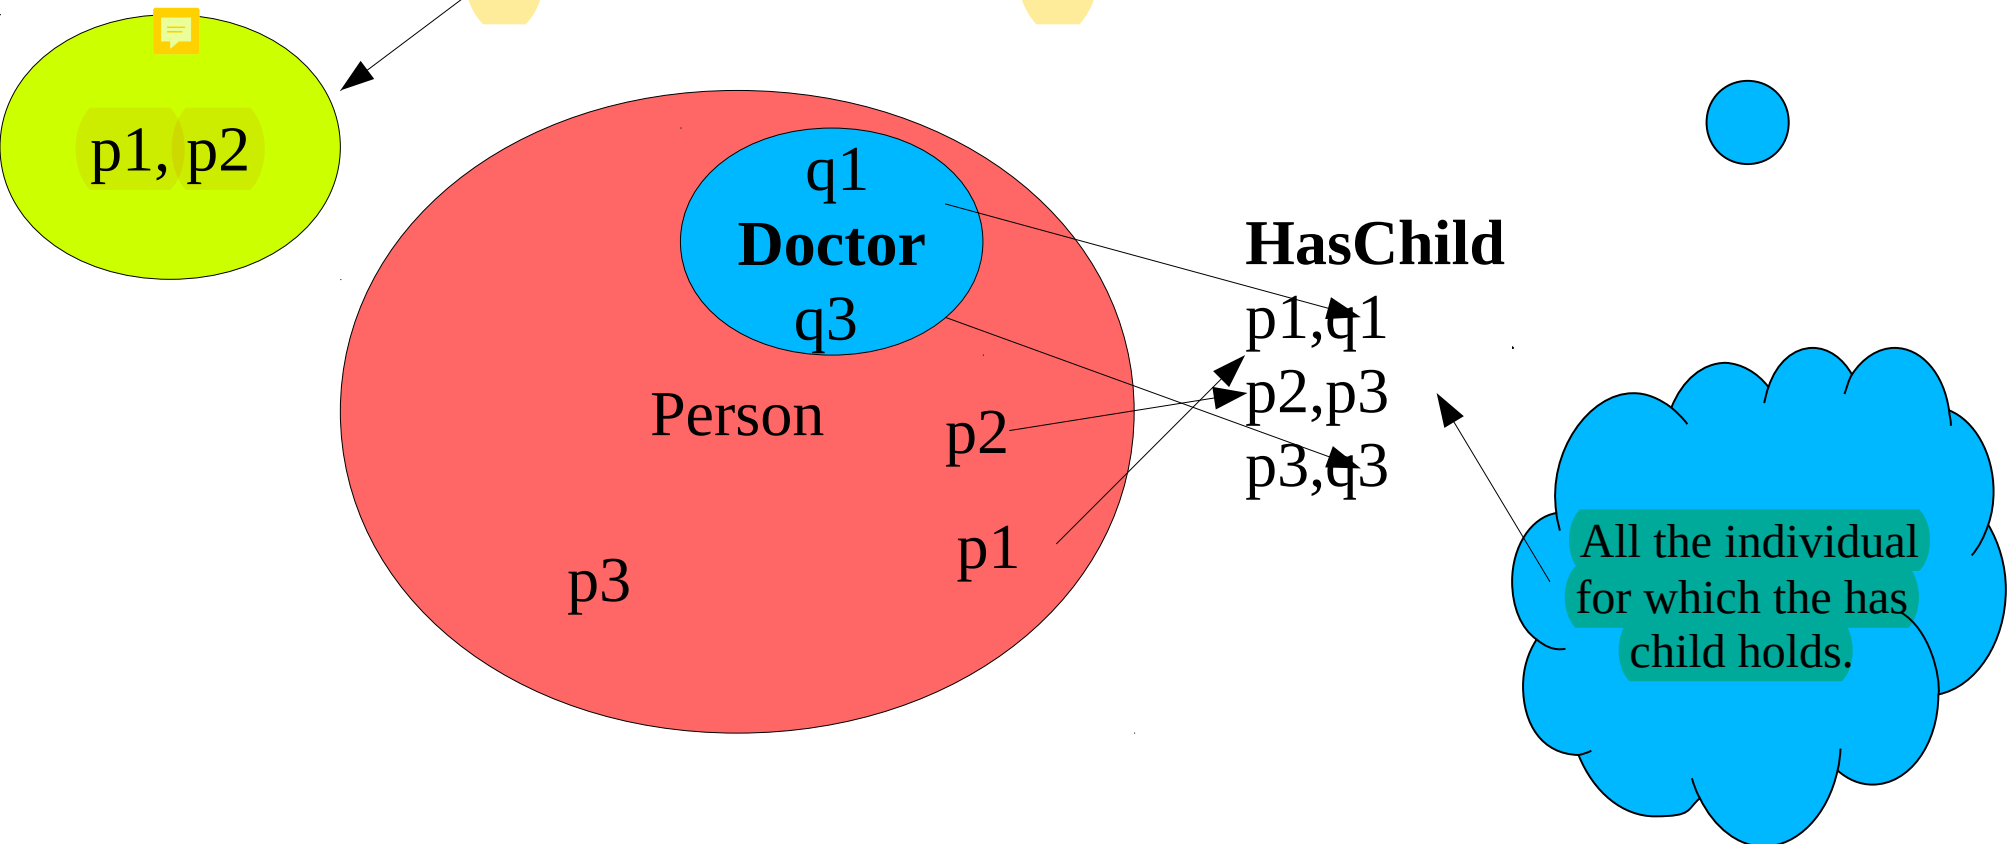 p1, p2
q1
Doctor
q3
Person
p2
p1
p3
HasChild
p1,q1
p2,p3
p3,q3
All the individual
for which the has
child holds.